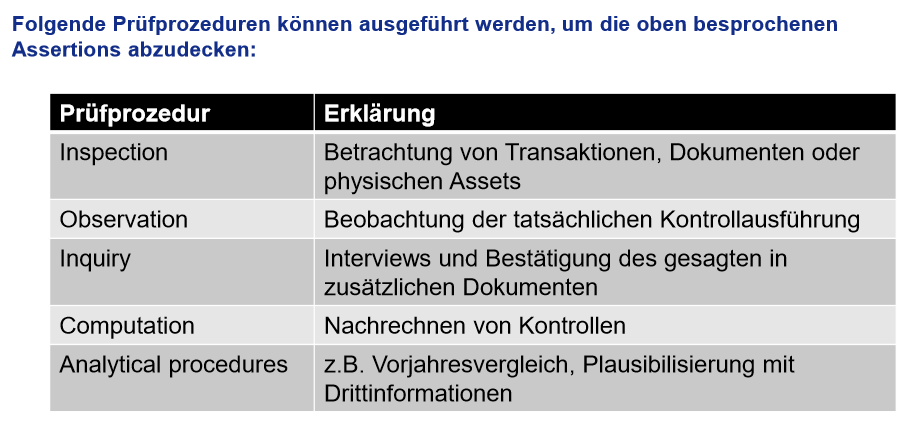 Folgende Prüfprozeduren können ausgeführt werden, um die oben besprochenen
Assertions abzudecken:
Prüfprozedur Erklärung
Inspection Betrachtung von Transaktionen, Dokumenten oder
physischen Assets
Observation Beobachtung der tatsächlichen Kontrollausführung
Inquiry Interviews und Bestätigung des gesagten in
zusätzlichen Dokumenten
Computation Nachrechnen von Kontrollen
Analytical procedures z.B. Vorjahresvergleich, Plausibilisierung mit
Drittinformationen